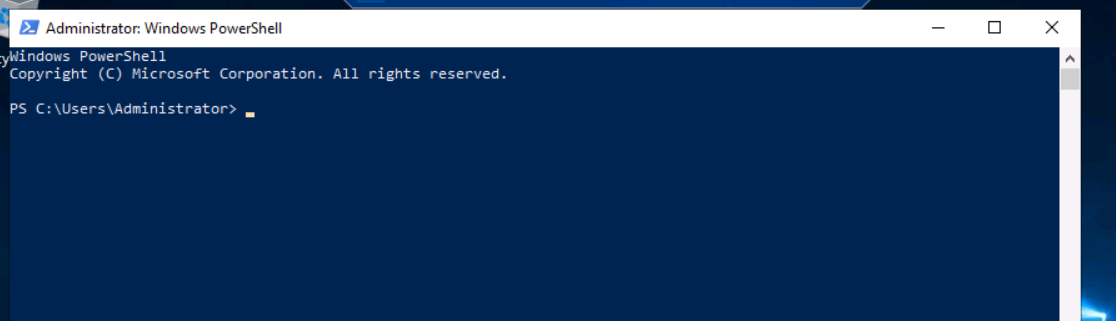 Administrator: Windows PowerShell
Windows PowerShell
Copyright (C) Microsoft Corporation. All rights reserved.
PS C:\Users\Administrator>